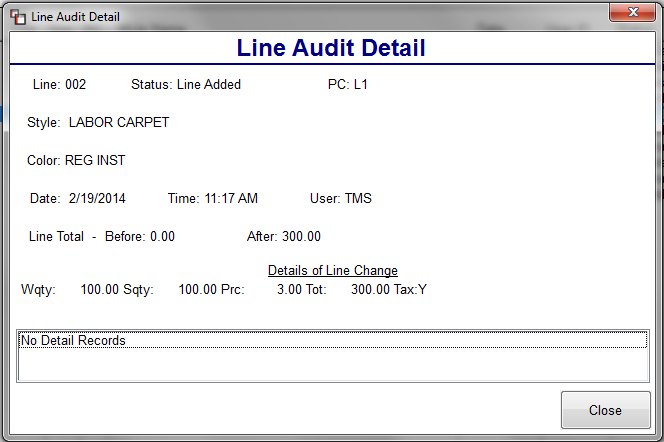 Line Audit Detail
Line Audit Detail
Line: 002 Status: Line Added PC: L1
Style: LABOR CARPET
Color: REG INST
Date: 2/19/2014 Time: 11:17 AM User: TMS
Line Total - Before: 0.00 After: 300.00
Details of Line Change
Wqty: 100.00 Sqty: 100.00 Prc: 3.00 Tot: 300.00 Tax:Y
No Detail Records
Close